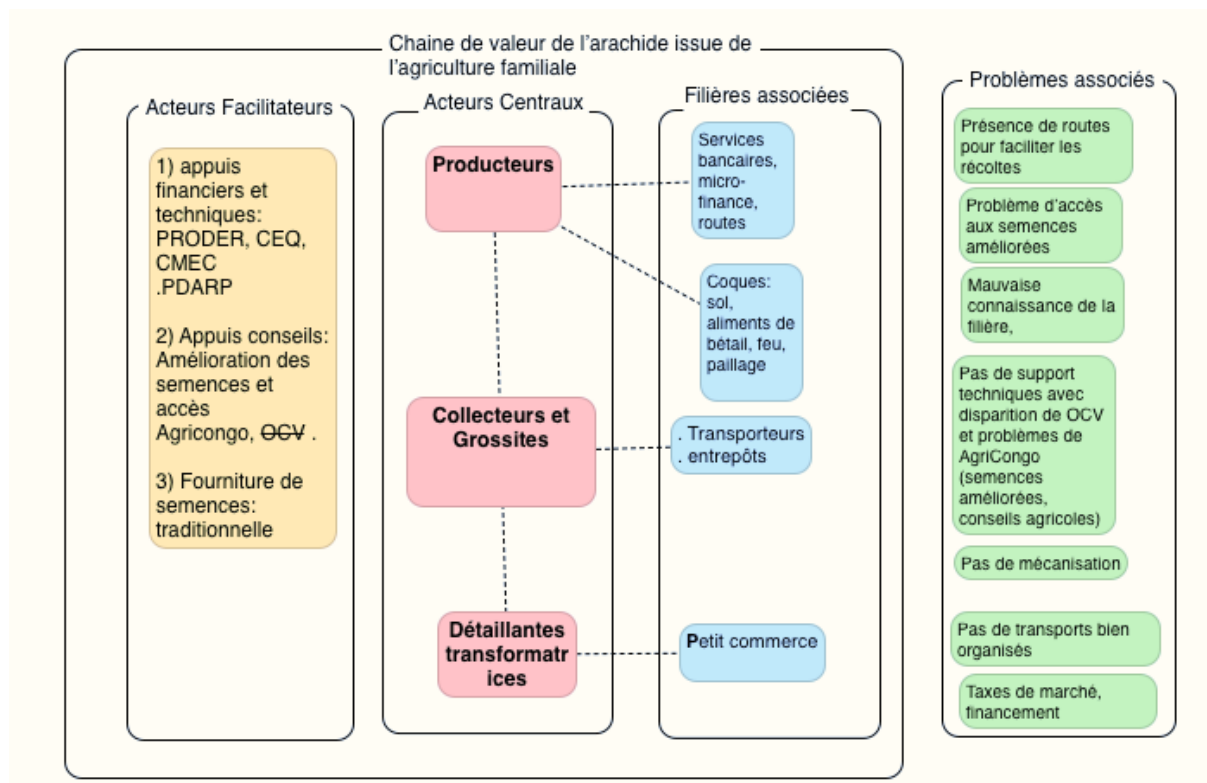 Chaine de valeur de l'arachide issue de
l'agriculture familiale
Acteurs Facilitateurs
1) appuis
financiers et
techniques:
PRODER, CEQ,
CMEC
.PDARP
2) Appuis conseils:
Amélioration des
semences et
accès
Agricongo, OCV .
3) Fourniture de
semences:
traditionnelle
Acteurs Centraux
Producteurs
Collecteurs et
Grossites
Détaillantes
transformatr
ices
Filières associées
Services
bancaires,
micro-
finance,
routes
Coques:
sol,
aliments de
bétail, feu,
paillage
. Transporteurs
. entrepôts
Petit commerce
Problèmes associés
Présence de routes
pour faciliter les
récoltes
Problème d'accès
aux semences
améliorées
Mauvaise
connaissance de la
filière,
Pas de support
techniques avec
disparition de OCV
et problèmes de
AgriCongo
(semences
améliorées,
conseils agricoles)
Pas de mécanisation
Pas de transports bien
organisés
Taxes de marché,
financement